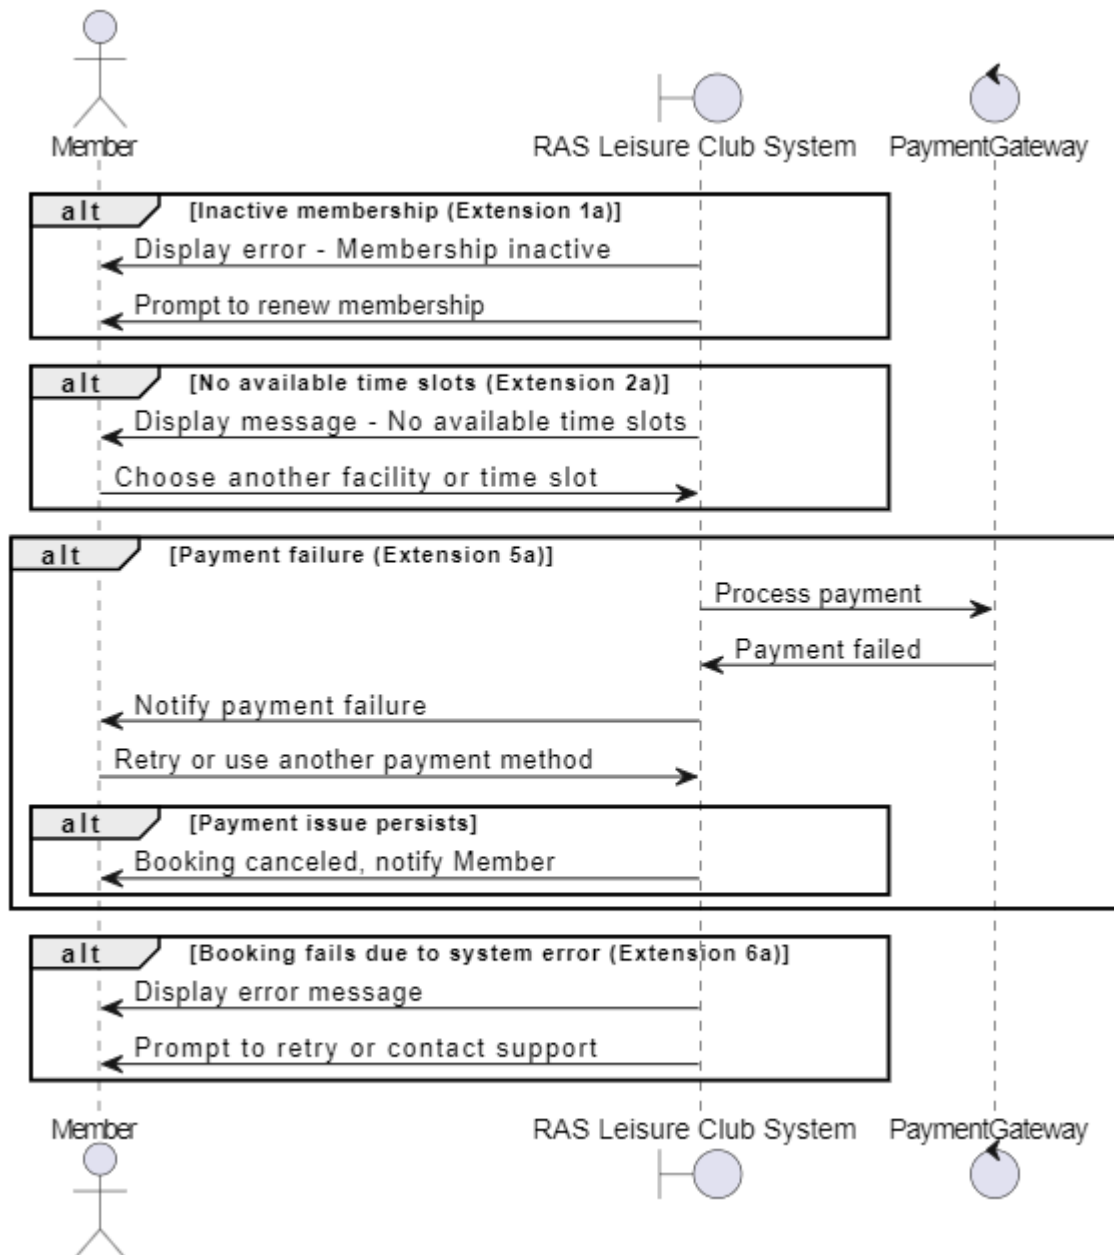 Member
RAS Leisure Club System
PaymentGateway
alt
[Inactive membership (Extension 1a)]
Display error - Membership inactive
Prompt to renew membership
alt
[No available time slots (Extension 2a)]
Display message - No available time slots
Choose another facility or time slot
alt
[Payment failure (Extension 5a)]
Process payment
Payment failed
Notify payment failure
Retry or use another payment method
alt
[Payment issue persists]
Booking canceled, notify Member
alt
[Booking fails due to system error (Extension 6a)]
Display error message
Prompt to retry or contact support
Member
RAS Leisure Club System
PaymentGateway